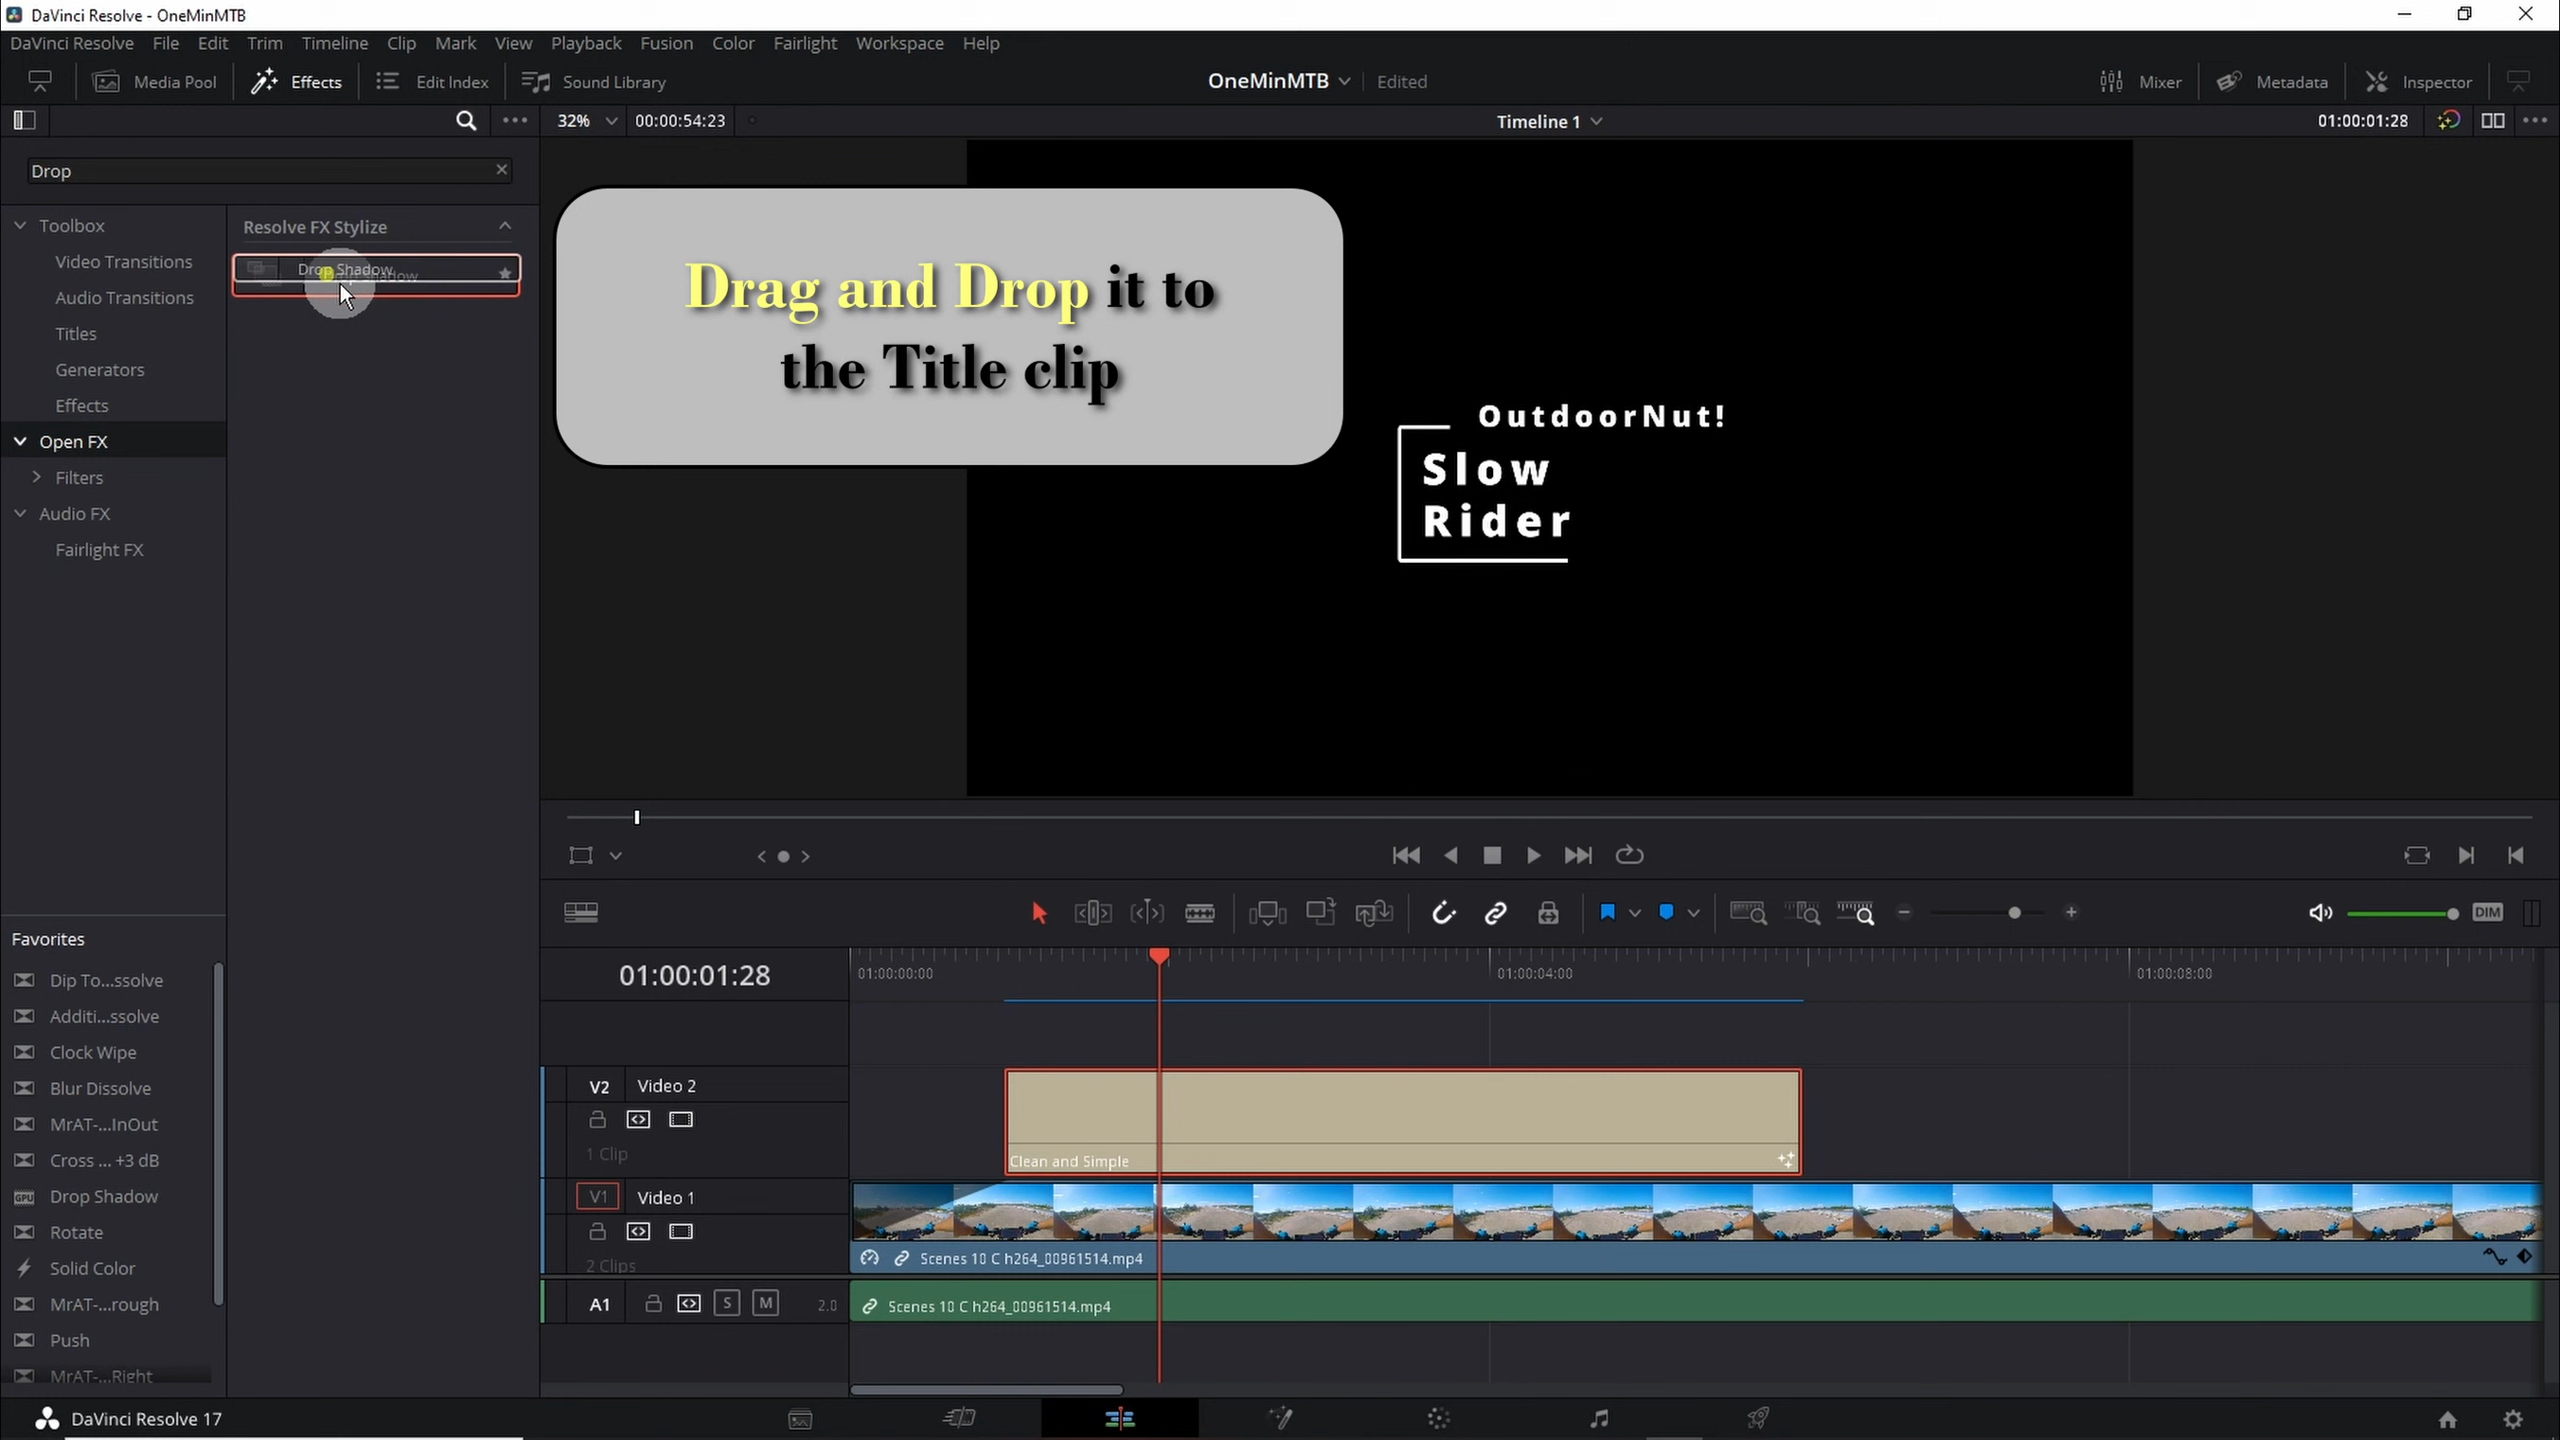 DaVinci Resolve - OneMinMTB
DaVinci Resolve File Edit Trim Timeline Clip Mark View Playback Fusion Color Fairlight Workspace Help
Media Pool Effects Edit Index Sound Library OneMinMTB Edited Mixer Metadata Inspector
32% 00:00:54:23 Timeline 1 01:00:01:28
Drop
Toolbox
Video Transitions
Audio Transitions
Titles
Generators
Effects
Open FX
Filters
Audio FX
Fairlight FX
Resolve FX Stylize
Drop Shadow
Drag and Drop it to
the Title clip
OutdoorNut!
Slow
Rider
DIM
Favorites
Dip To...ssolve
Additi...ssolve
Clock Wipe
Blur Dissolve
MrAT-...InOut
Cross ... +3 dB
GPU Drop Shadow
Rotate
Solid Color
MrAT-...rough
Push
MrAT-...Right
01:00:01:28 01:00:00:00 01:00:04:00 01:00:08:00
V2 Video 2
1 Clip
Clean and Simple
V1 Video 1
2 Clips
Scenes 10 C h264_00961514.mp4
A1 S M 2.0 Scenes 10 C h264_00961514.mp4
DaVinci Resolve 17